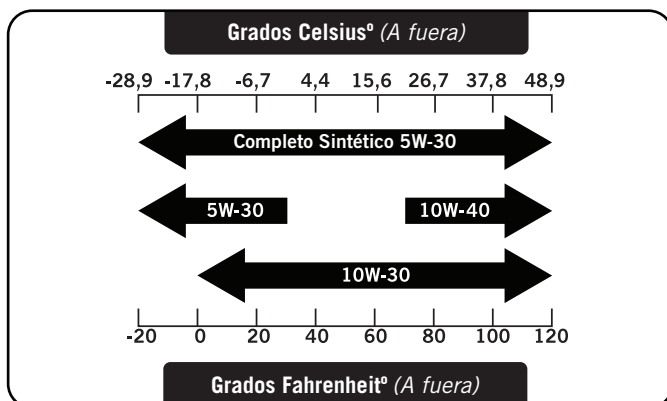 Grados Celsiusº (A fuera)
-28,9 -17,8 -6,7 4,4 15,6 26,7 37,8 48,9
Completo Sintético 5W-30
5W-30 10W-40
10W-30
-20 0 20 40 60 80 100 120
Grados Fahrenheitº (A fuera)